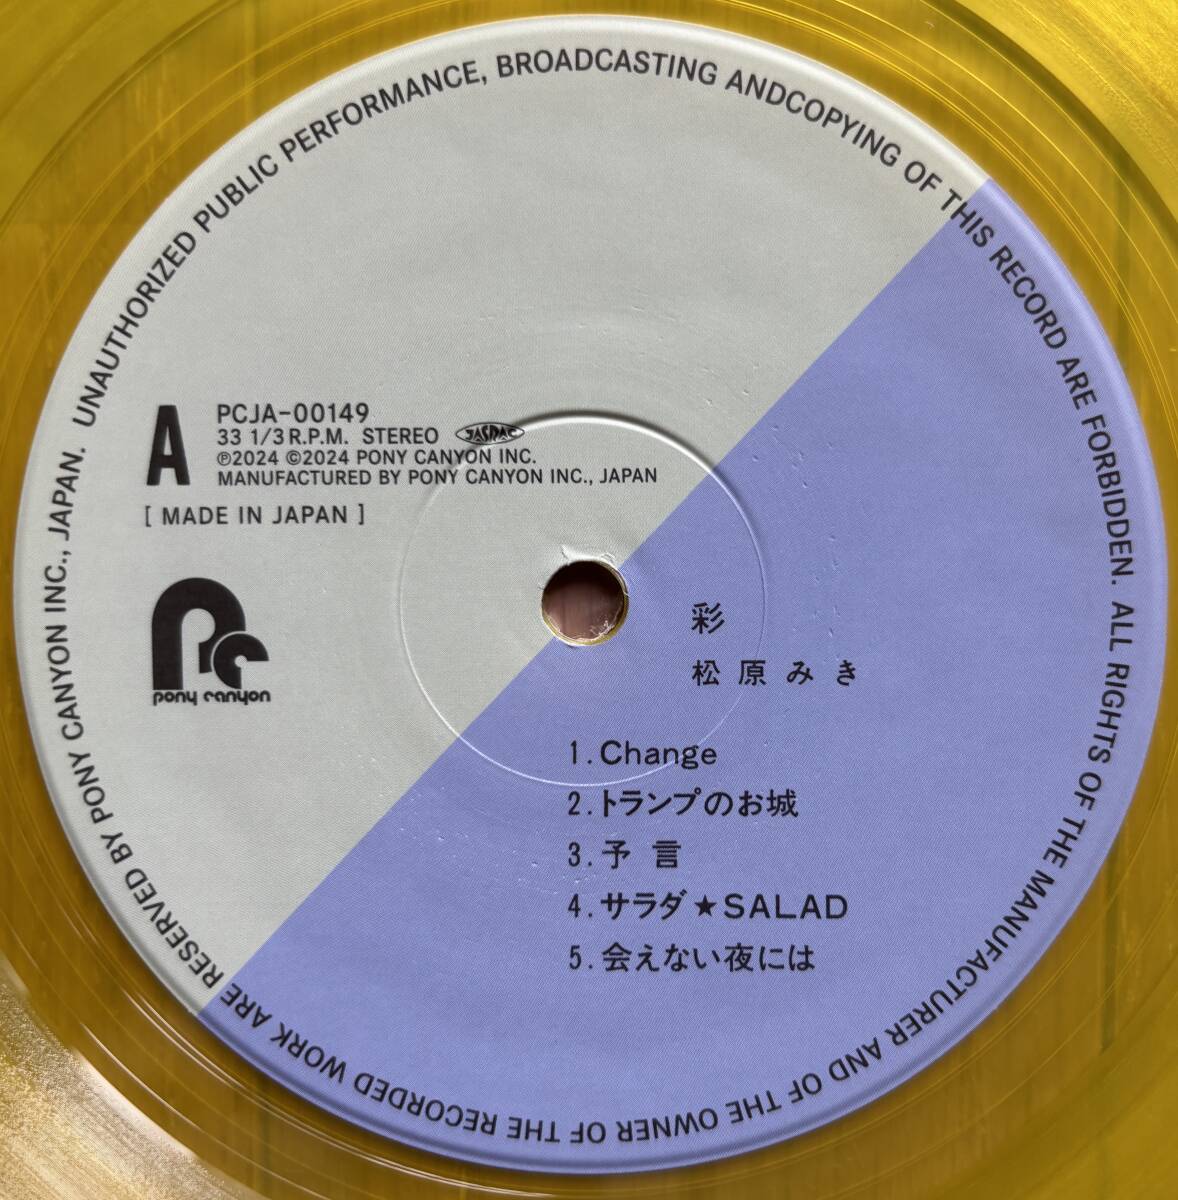 UNAUTHORIZED PUBLIC PERFORMANCE, BROADCASTING ANDCOPYING OF THIS RECORD ARE FORBIDDEN. ALL RIGHTS OF THE MANUFACTURER AND OF THE OWNER OF THE RECORDED WORK ARE RESERVED BY PONY CANYON INC., JAPAN.
A
PCJA-00149
33 1/3 R.P.M. STEREO JASRAC
℗2024 ©2024 PONY CANYON INC.
MANUFACTURED BY PONY CANYON INC., JAPAN
[ MADE IN JAPAN ]
pony canyon
彩
松原みき
1. Change
2. トランプのお城
3. 予言
4. サラダ★SALAD
5. 会えない夜には